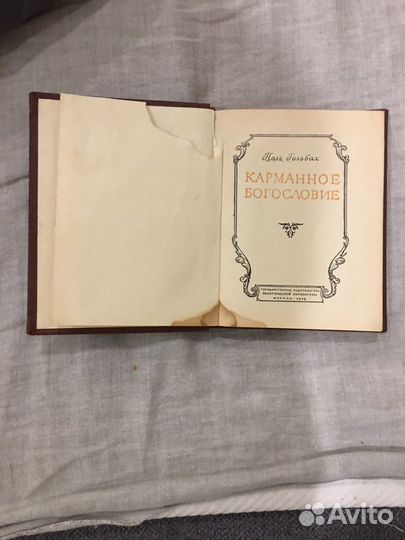 Поль Гольбах
КАРМАННОЕ
БОГОСЛОВИЕ
ГОСУДАРСТВЕННОЕ ИЗДАТЕЛЬСТВО
ПОЛИТИЧЕСКОЙ ЛИТЕРАТУРЫ
МОСКВА
Avito